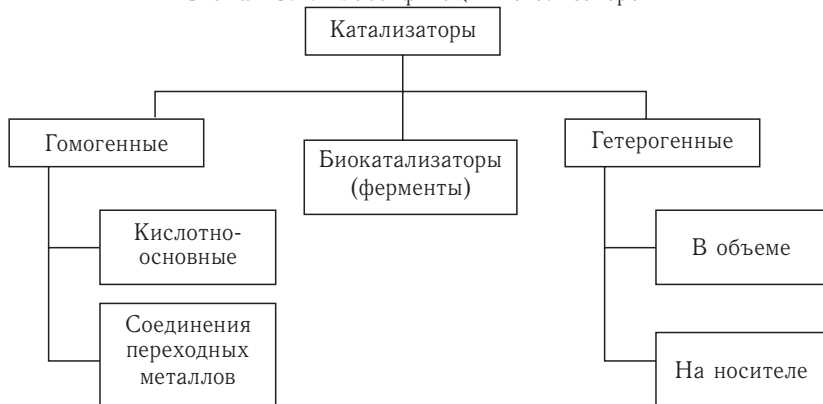 Катализаторы
Гомогенные
Биокатализаторы
(ферменты)
Гетерогенные
Кислотно-
основные
В объеме
Соединения
переходных
металлов
На носителе